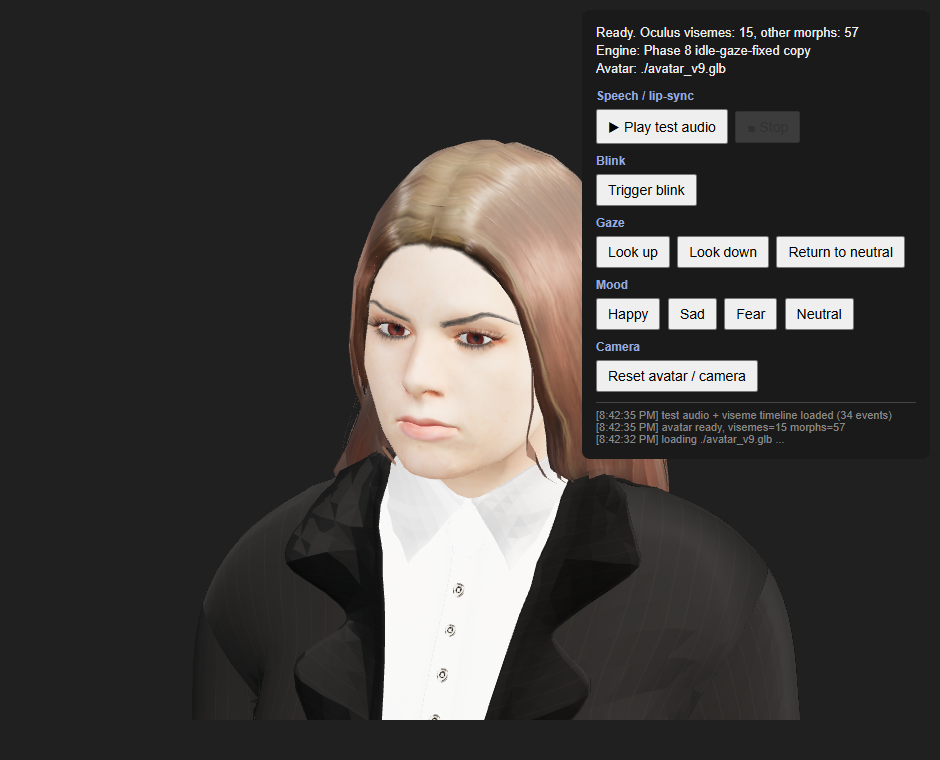 Ready. Oculus visemes: 15, other morphs: 57
Engine: Phase 8 idle-gaze-fixed copy
Avatar: ./avatar_v9.glb
Speech / lip-sync
▶ Play test audio ■ Stop
Blink
Trigger blink
Gaze
Look up Look down Return to neutral
Mood
Happy Sad Fear Neutral
Camera
Reset avatar / camera
[8:42:35 PM] test audio + viseme timeline loaded (34 events)
[8:42:35 PM] avatar ready, visemes=15 morphs=57
[8:42:32 PM] loading ./avatar_v9.glb ...